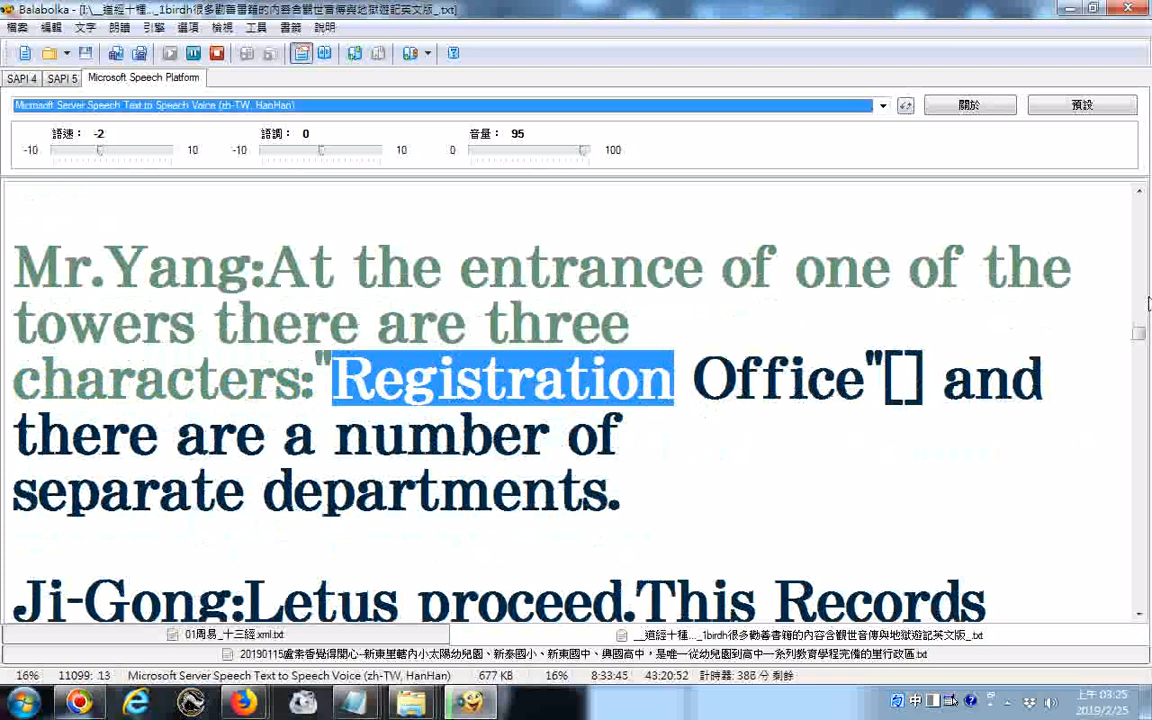 Balabolka - [I:\__道經十種..._1birdh很多勸善書籍的內容含觀世音傳與地獄遊記英文版_.txt]
檔案 編輯 文字 朗讀 引擎 選項 檢視 工具 書籤 說明
SAPI 4 SAPI 5 Microsoft Speech Platform
Microsoft Server Speech Text to Speech Voice (zh-TW, HanHan) 關於 預設
語速： -2 語調： 0 音量： 95
-10 10 -10 10 0 100
Mr.Yang:At the entrance of one of the
towers there are three
characters:"Registration Office"[] and
there are a number of
separate departments.
Ji-Gong:Letus proceed.This Records
01周易_十三經.xml.txt __道經十種..._1birdh很多勸善書籍的內容含觀世音傳與地獄遊記英文版_.txt
20190115盧素香覺得開心-新東里轄內小太陽幼兒園、新泰國小、新東國中、興國高中，是唯一從幼兒園到高中一系列教育學程完備的里行政區.txt
16% 11099: 13 Microsoft Server Speech Text to Speech Voice (zh-TW, HanHan) 677 KB 16% 8:33:45 43:20:52 計時器： 388 分 剩餘
中 上午 03:25
2019/2/25